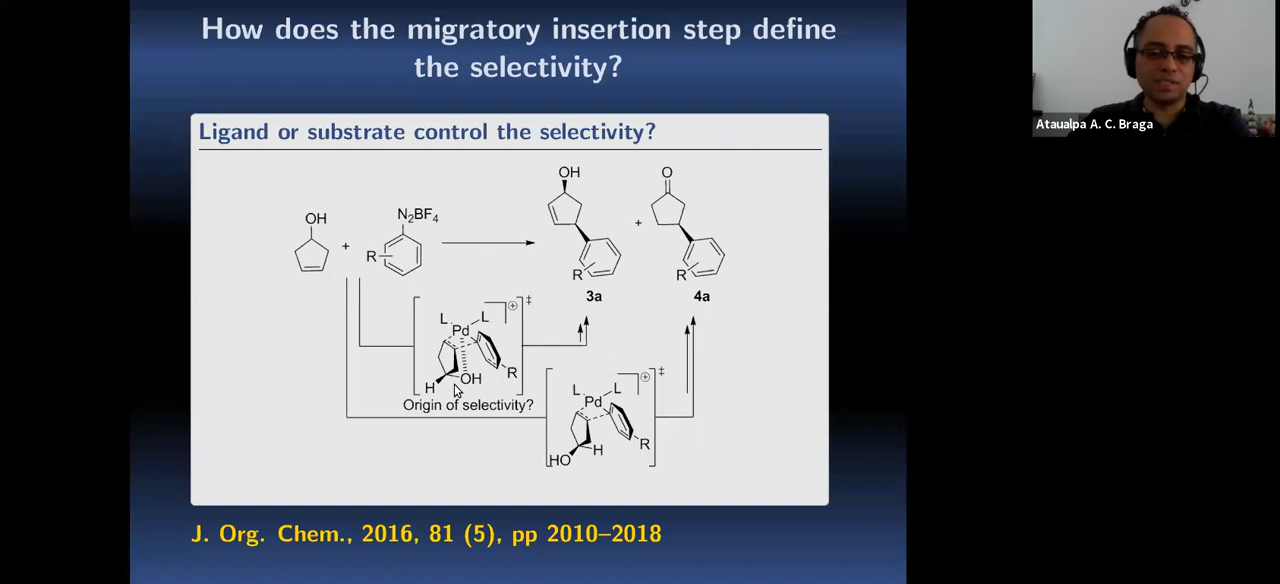 How does the migratory insertion step define
the selectivity?
Ligand or substrate control the selectivity?
OH
+
N2BF4
R
OH
R
3a
+
O
R
4a
L
L
Pd
⊕
‡
H
OH
R
Origin of selectivity?
L
L
Pd
⊕
‡
HO
H
R
J. Org. Chem., 2016, 81 (5), pp 2010–2018
Ataualpa A. C. Braga